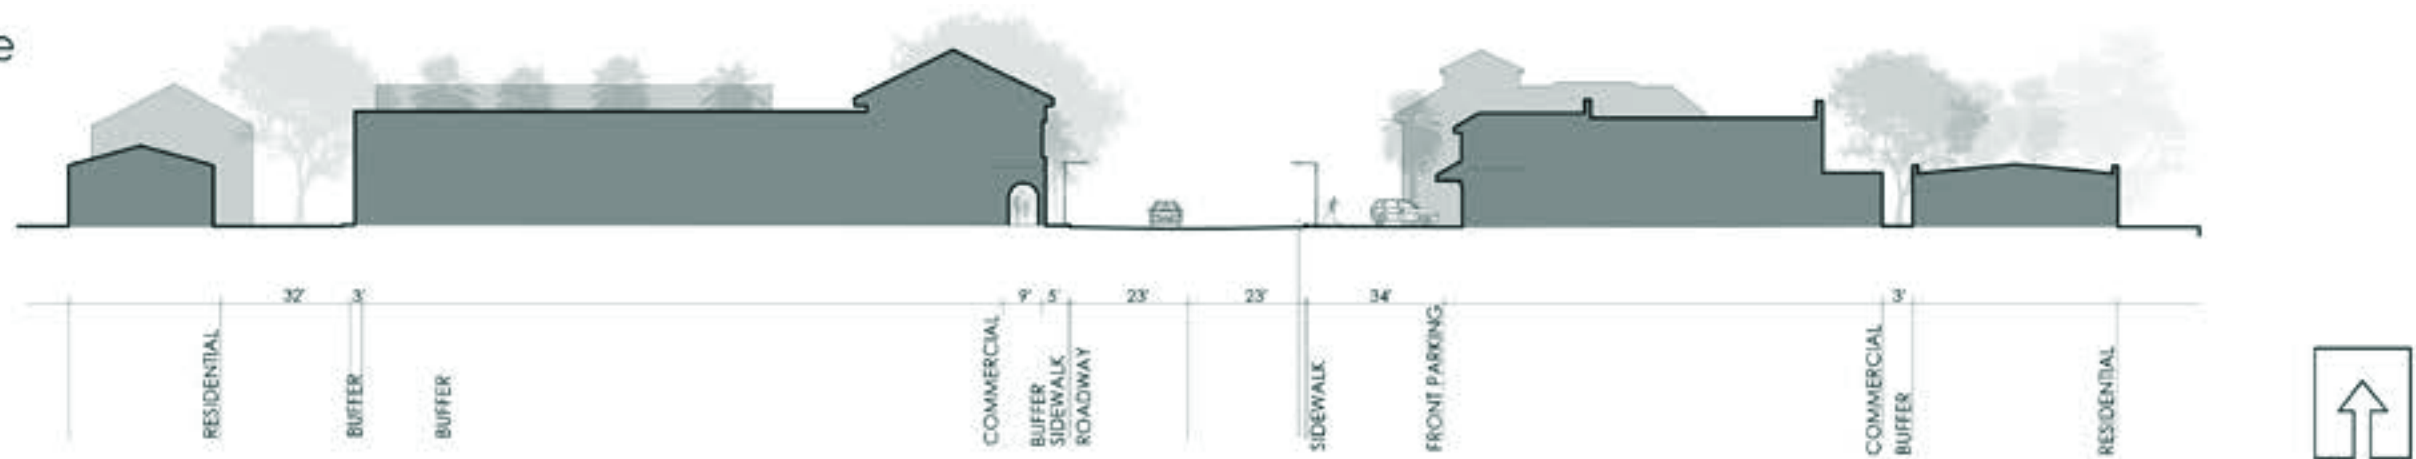 32' 3' 9' 5' 23' 23' 34' 3'
RESIDENTIAL
BUFFER
BUFFER
COMMERCIAL
BUFFER
SIDEWALK
ROADWAY
SIDEWALK
FRONT PARKING
COMMERCIAL
BUFFER
RESIDENTIAL